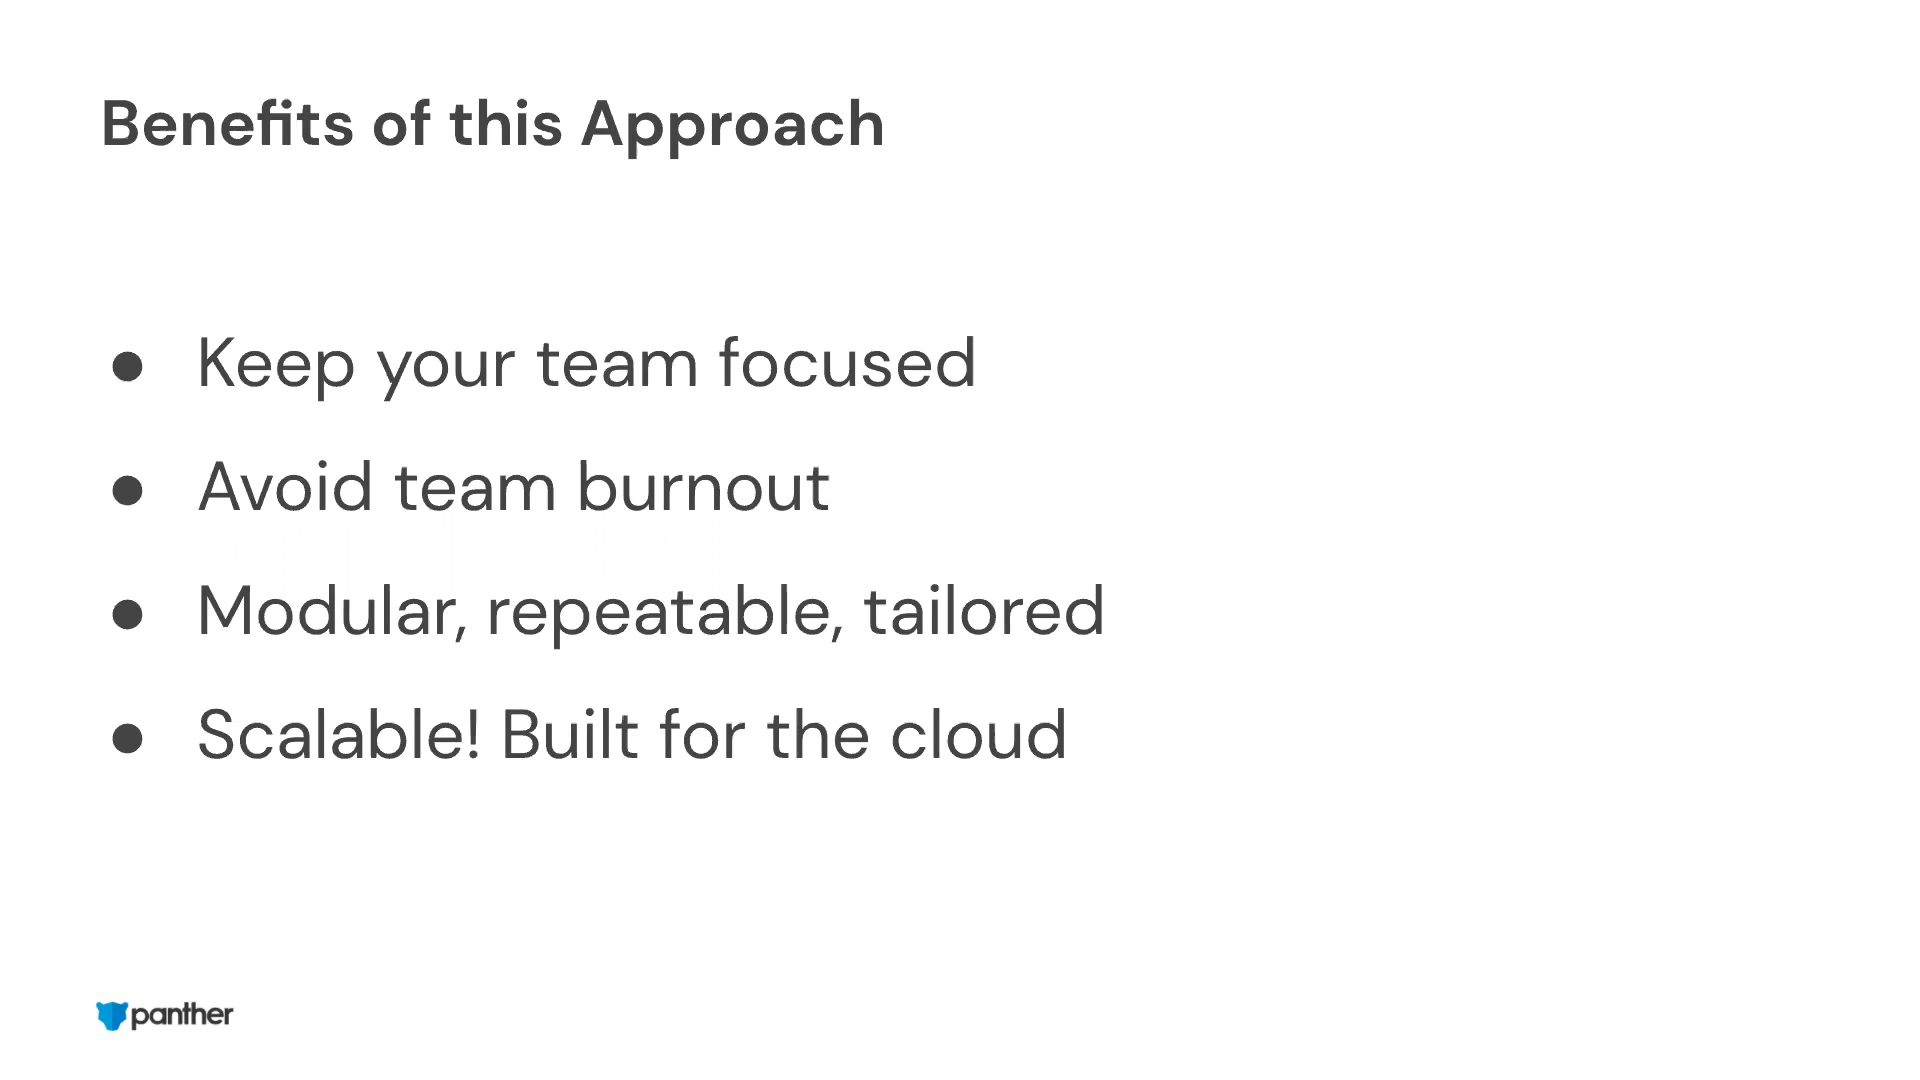 Benefits of this Approach
● Keep your team focused
● Avoid team burnout
● Modular, repeatable, tailored
● Scalable! Built for the cloud
panther